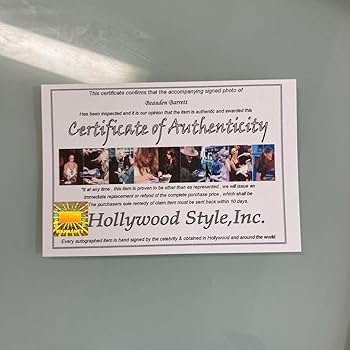 This certificate confirms that the accompanying signed photo of
Beauden Barrett
Has been inspected and it is our opinion that the item is authentic and awarded this
Certificate of Authenticity
"It at any time, this item is proven to be other than as represented, we will issue an
immediate replacement or refund of the complete purchase price, which shall be
The purchasers sole remedy of claim.Item must be sent back within 10 days.
Hollywood Style,Inc.
Every autographed item is hand signed by the celebrity & obtained in Hollywood and around the world.